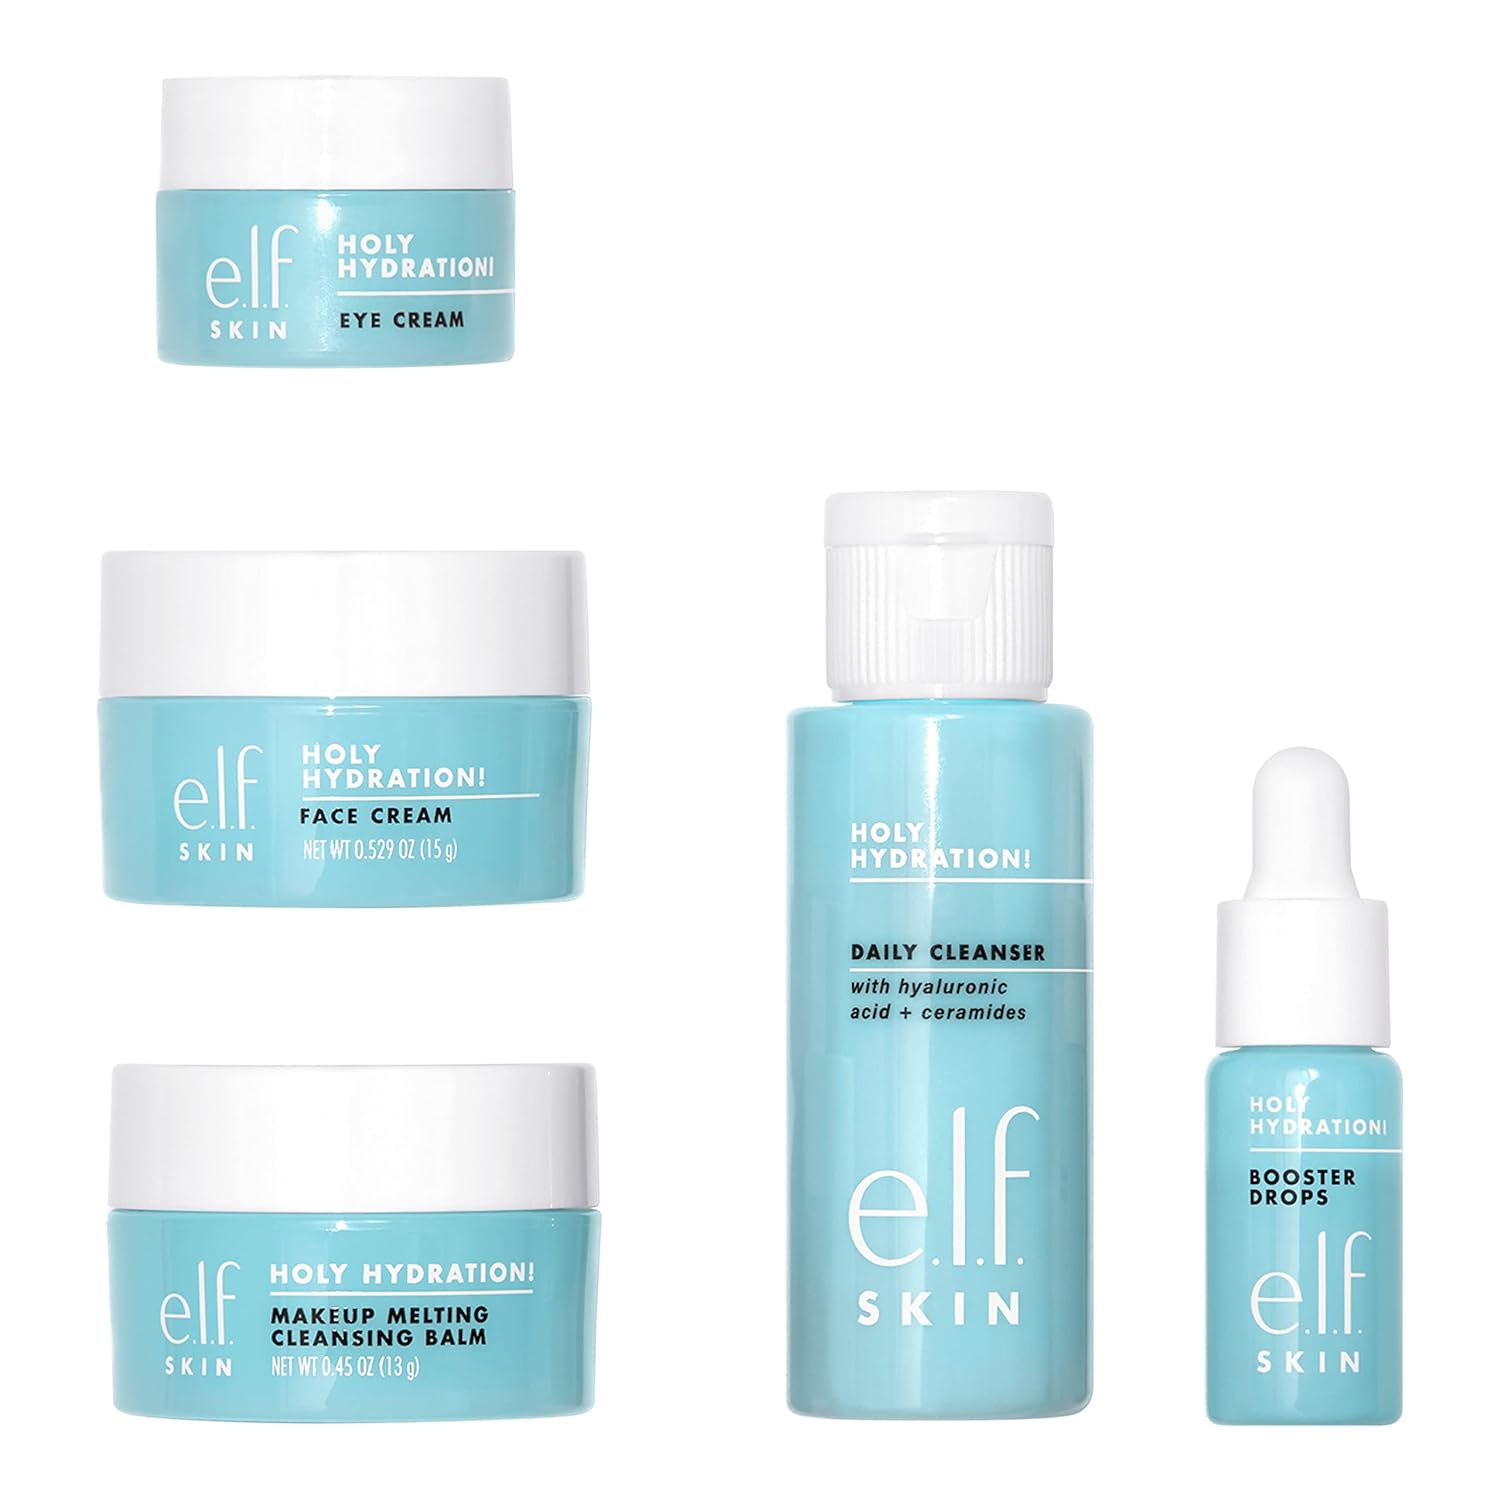 e.l.f.
SKIN
HOLY
HYDRATION!
EYE CREAM
e.l.f.
SKIN
HOLY
HYDRATION!
FACE CREAM
NET WT 0.529 OZ (15 g)
e.l.f.
SKIN
HOLY HYDRATION!
MAKEUP MELTING
CLEANSING BALM
NET WT 0.45 OZ (13 g)
HOLY
HYDRATION!
DAILY CLEANSER
with hyaluronic
acid + ceramides
e.l.f.
SKIN
HOLY
HYDRATION!
BOOSTER
DROPS
e.l.f.
SKIN